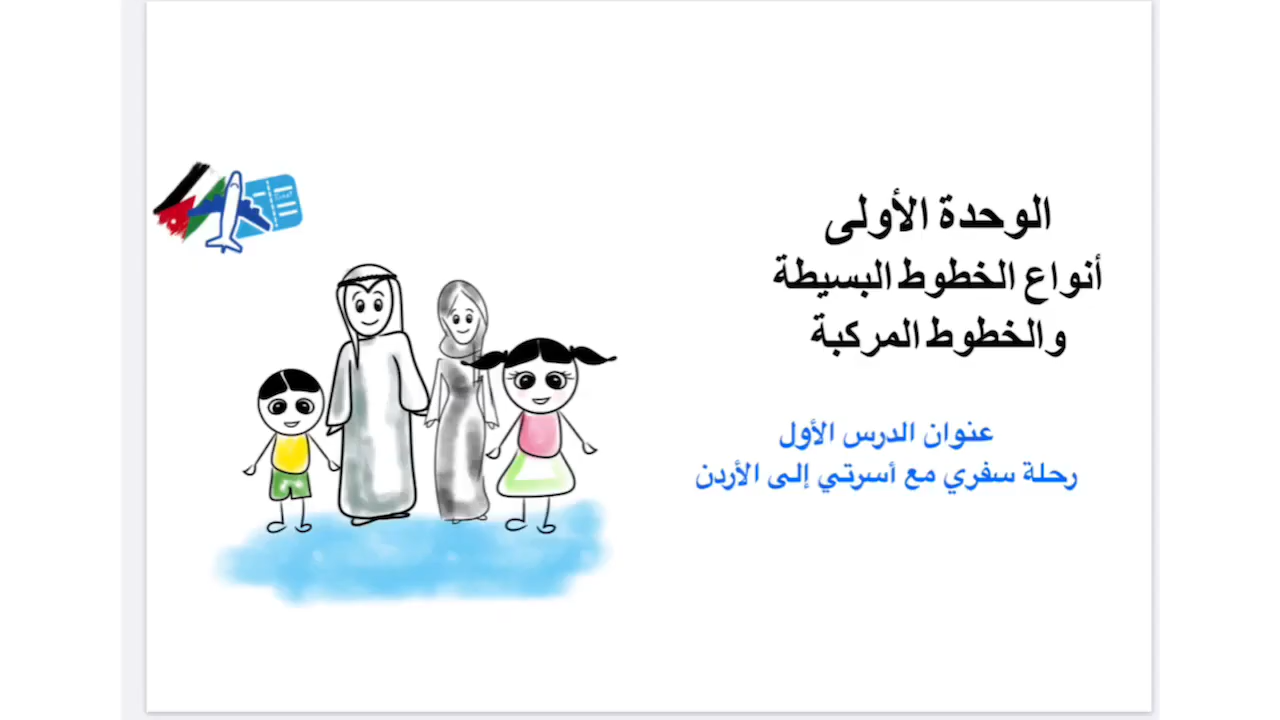 الوحدة الأولى
أنواع الخطوط البسيطة
والخطوط المركبة
عنوان الدرس الأول
رحلة سفري مع أسرتي إلى الأردن